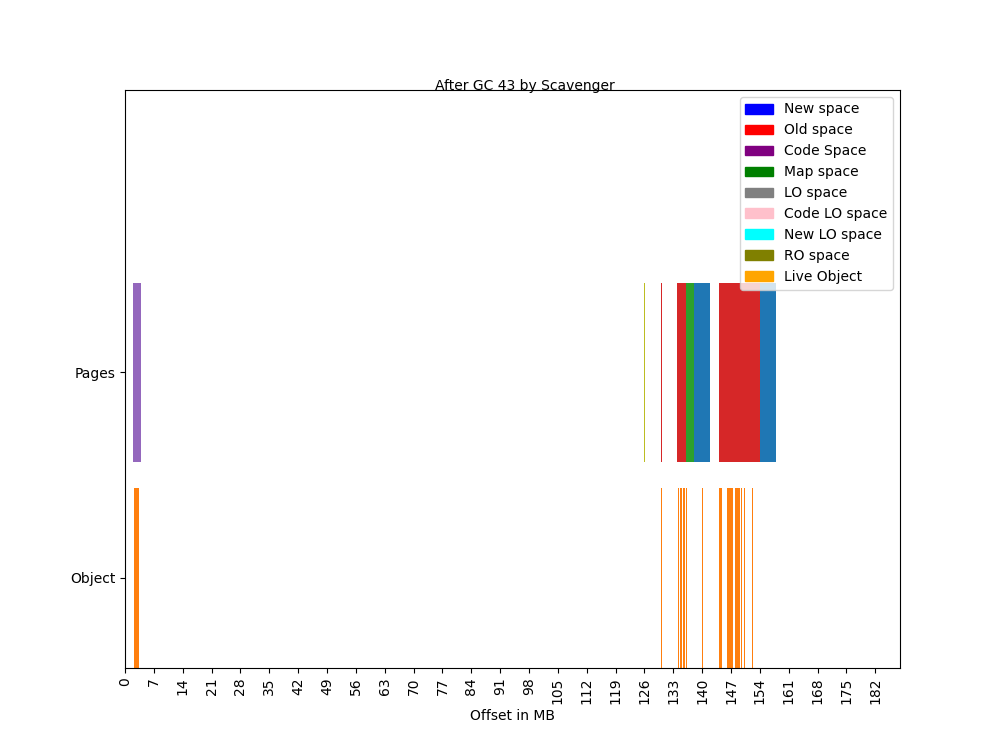 After GC 43 by Scavenger
New space
Old space
Code Space
Map space
LO space
Code LO space
New LO space
RO space
Live Object
Pages
Object
0 7 14 21 28 35 42 49 56 63 70 77 84 91 98 105 112 119 126 133 140 147 154 161 168 175 182
Offset in MB